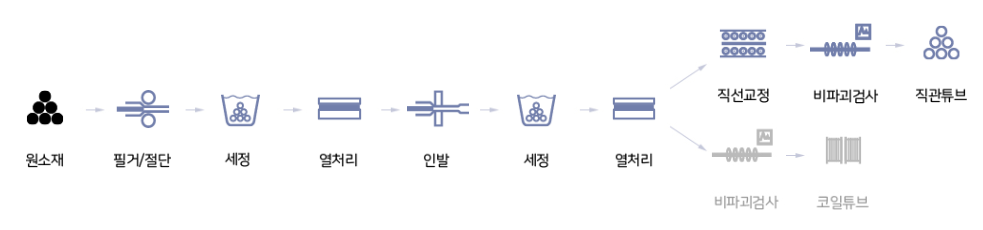 원소재
필거/절단
세정
열처리
인발
세정
열처리
직선교정
비파괴검사
직관튜브
비파괴검사
코일튜브